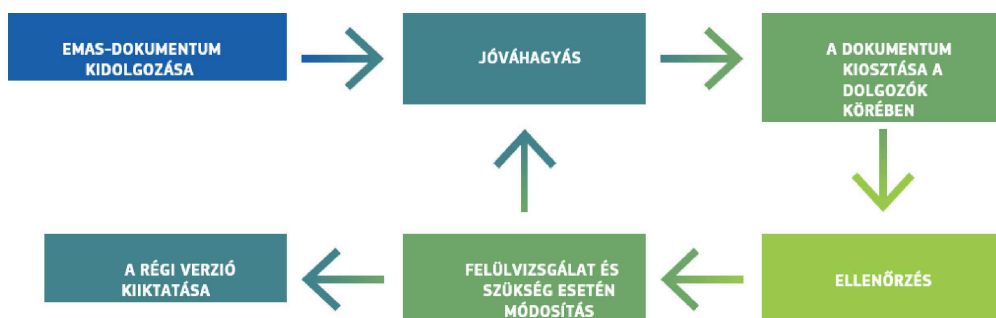 EMAS-DOKUMENTUM
KIDOLGOZÁSA
JÓVÁHAGYÁS
A DOKUMENTUM
KIOSZTÁSA A
DOLGOZÓK
KÖRÉBEN
A RÉGI VERZIÓ
KIIKTATÁSA
FELÜLVIZSGÁLAT ÉS
SZÜKSÉG ESETÉN
MÓDOSÍTÁS
ELLENŐRZÉS